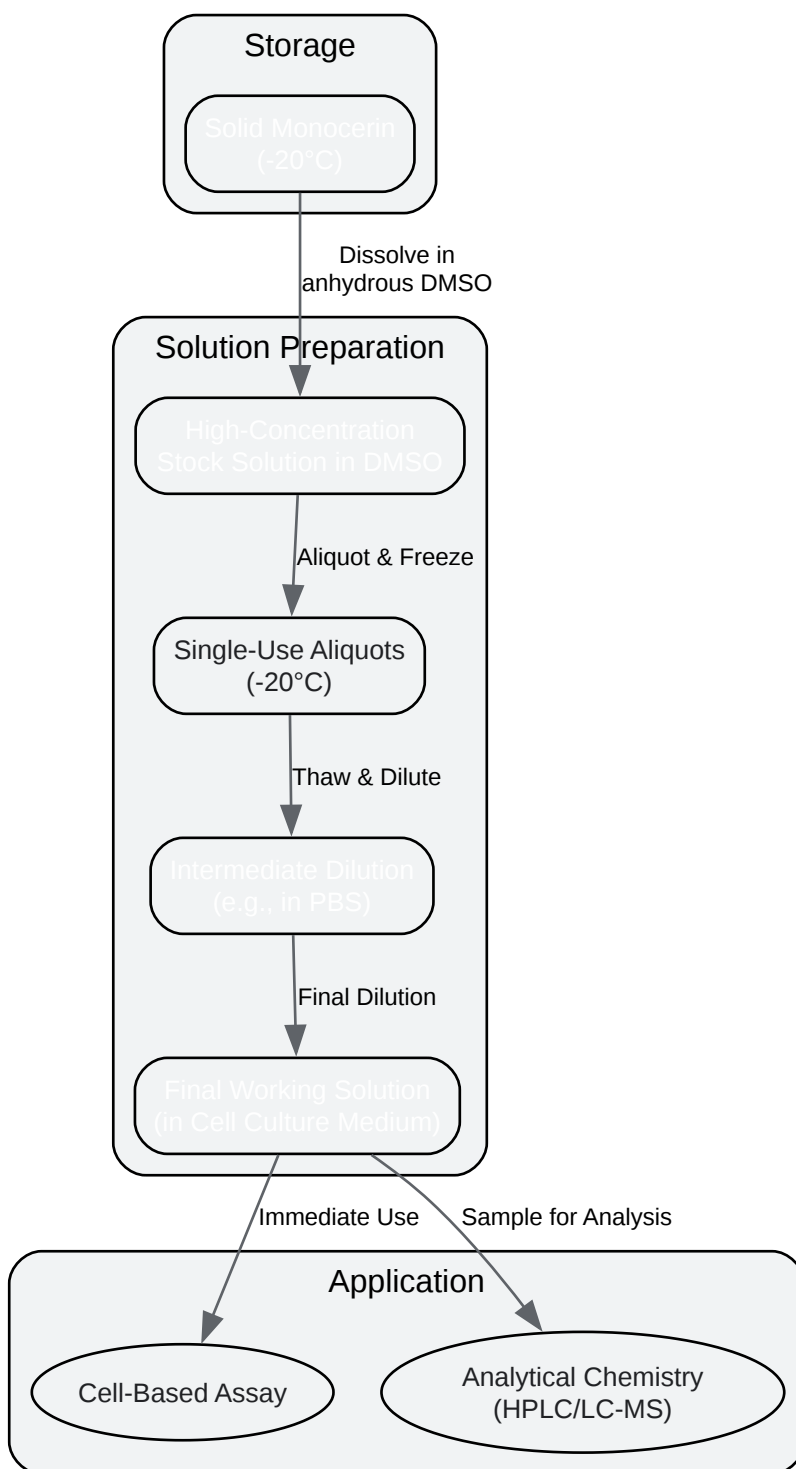 Storage
Solid Monocerin
(-20°C)
Dissolve in
anhydrous DMSO
Solution Preparation
High-Concentration
Stock Solution in DMSO
Aliquot & Freeze
Single-Use Aliquots
(-20°C)
Thaw & Dilute
Intermediate Dilution
(e.g., in PBS)
Final Dilution
Final Working Solution
(in Cell Culture Medium)
Immediate Use
Sample for Analysis
Application
Cell-Based Assay
Analytical Chemistry
(HPLC/LC-MS)